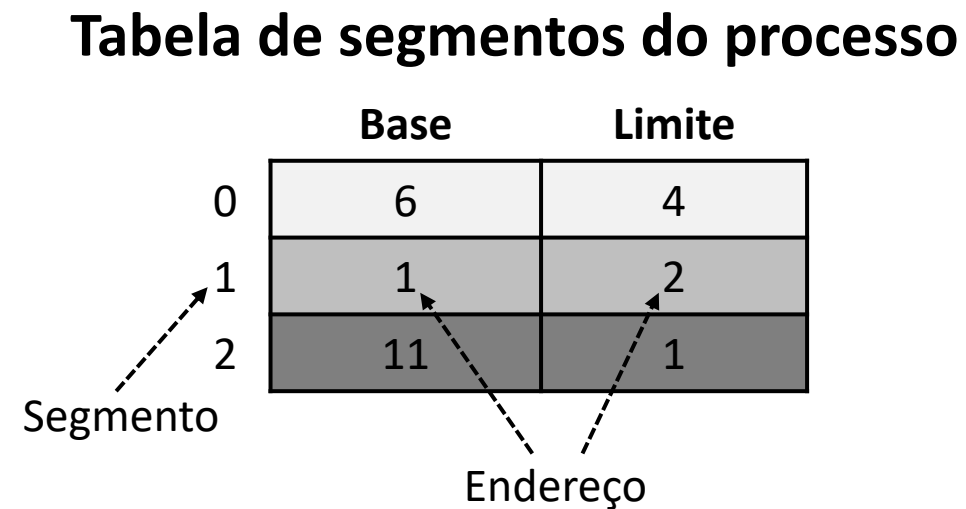 Tabela de segmentos do processo
Base Limite
0 6 4
1 1 2
2 11 1
Segmento
Endereço